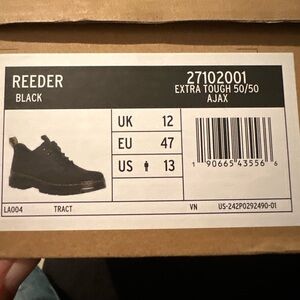 REEDER
BLACK
27102001
EXTRA TOUGH 50/50
AJAX
UK 12
EU 47
US 13
1 90665 43556 6
LA004 TRACT VN US-242P0292490-01